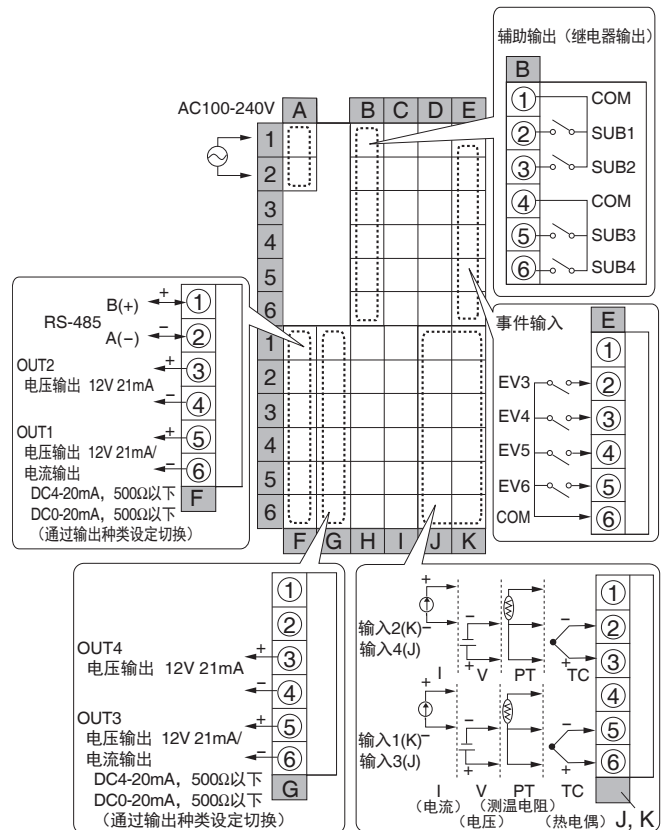 辅助输出（继电器输出）
B
① COM
② SUB1
③ SUB2
④ COM
⑤ SUB3
⑥ SUB4
AC100-240V A B C D E
1
2
3
4
5
6
1
2
3
4
5
6
F G H I J K
B(+) + ①
RS-485
A(−) − ②
OUT2 + ③
电压输出 12V 21mA
− ④
OUT1 + ⑤
电压输出 12V 21mA/
电流输出 − ⑥
DC4-20mA，500Ω以下 F
DC0-20mA，500Ω以下
（通过输出种类设定切换）
事件输入 E
①
EV3 ②
EV4 ③
EV5 ④
EV6 ⑤
COM ⑥
①
②
OUT4 + ③
电压输出 12V 21mA
− ④
OUT3 + ⑤
电压输出 12V 21mA/
电流输出 − ⑥
DC4-20mA，500Ω以下 G
DC0-20mA，500Ω以下
（通过输出种类设定切换）
+ ①
− − ②
输入2(K) −
输入4(J) + + ③
I V PT TC
④
+ − − ⑤
输入1(K) −
输入3(J) + + ⑥
I V PT TC
（电流） （测温电阻）
（电压） （热电偶） J, K